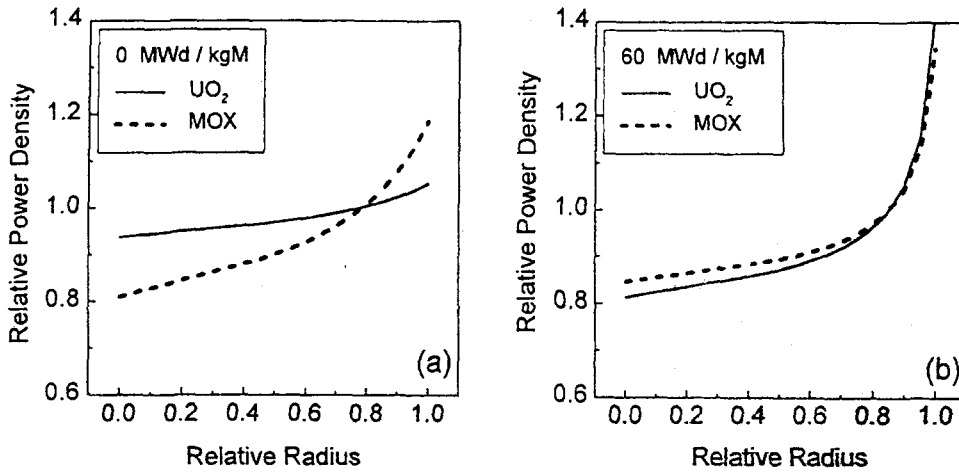 1.4
1.2
1.0
0.8
0.6
Relative Power Density
0 MWd / kgM
UO₂
MOX
(a)
0.0 0.2 0.4 0.6 0.8 1.0
Relative Radius
1.4
1.2
1.0
0.8
0.6
Relative Power Density
60 MWd / kgM
UO₂
MOX
(b)
0.0 0.2 0.4 0.6 0.8 1.0
Relative Radius